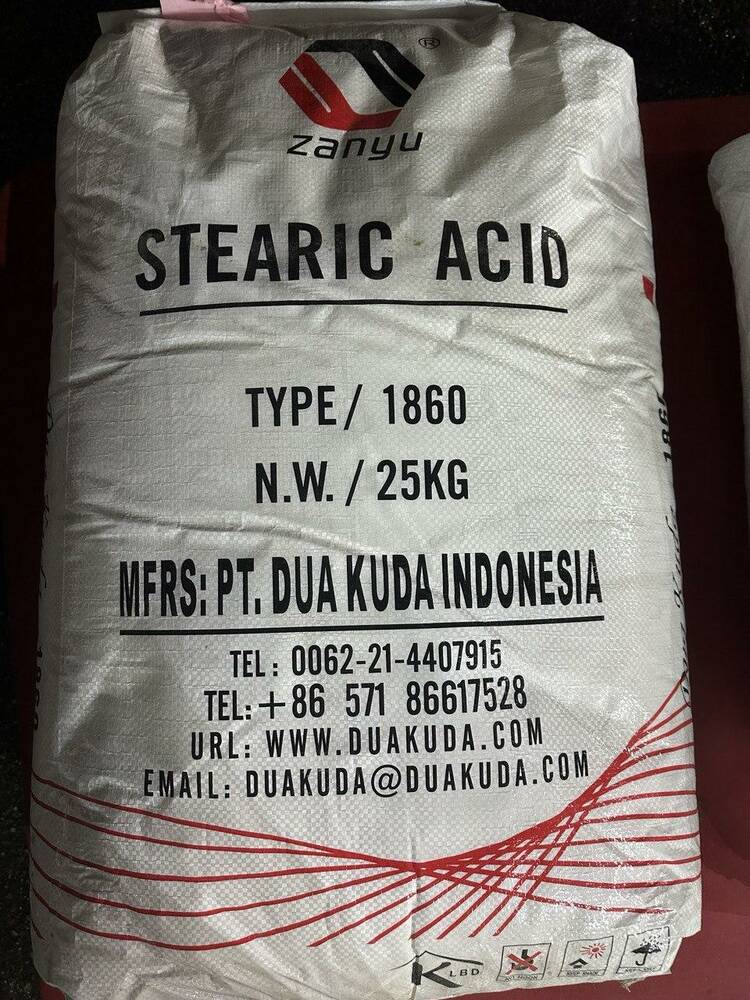 ®
zanyu
STEARIC ACID
TYPE / 1860
N.W. / 25KG
MFRS: PT. DUA KUDA INDONESIA
TEL : 0062-21-4407915
TEL: +86 571 86617528
URL: WWW.DUAKUDA.COM
EMAIL: DUAKUDA@DUAKUDA.COM
K LBD